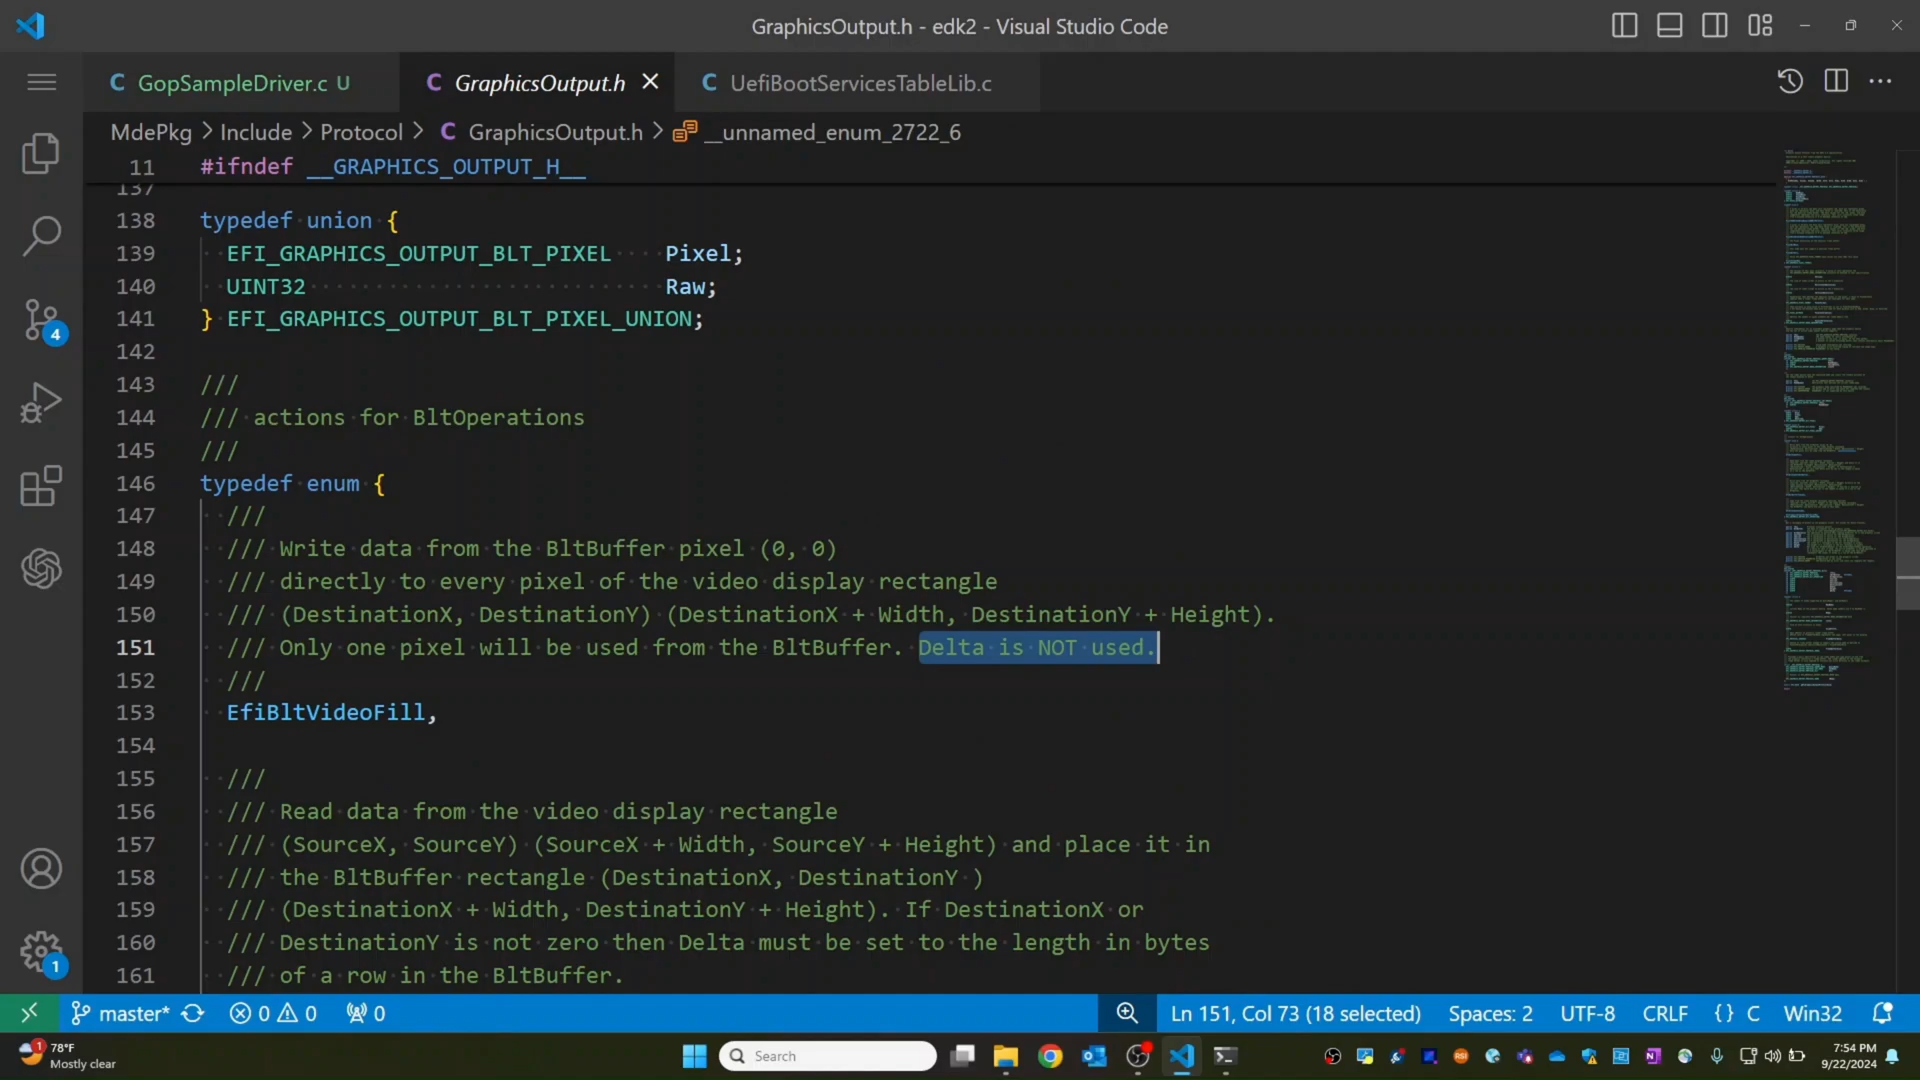 GraphicsOutput.h - edk2 - Visual Studio Code
GopSampleDriver.c U
GraphicsOutput.h
UefiBootServicesTableLib.c
MdePkg > Include > Protocol > C GraphicsOutput.h > __unnamed_enum_2722_6
11 #ifndef __GRAPHICS_OUTPUT_H__
137
138 typedef union {
139 EFI_GRAPHICS_OUTPUT_BLT_PIXEL Pixel;
140 UINT32 Raw;
141 } EFI_GRAPHICS_OUTPUT_BLT_PIXEL_UNION;
142
143 ///
144 /// actions for BltOperations
145 ///
146 typedef enum {
147 ///
148 /// Write data from the BltBuffer pixel (0, 0)
149 /// directly to every pixel of the video display rectangle
150 /// (DestinationX, DestinationY) (DestinationX + Width, DestinationY + Height).
151 /// Only one pixel will be used from the BltBuffer. Delta is NOT used.
152 ///
153 EfiBltVideoFill,
154
155 ///
156 /// Read data from the video display rectangle
157 /// (SourceX, SourceY) (SourceX + Width, SourceY + Height) and place it in
158 /// the BltBuffer rectangle (DestinationX, DestinationY )
159 /// (DestinationX + Width, DestinationY + Height). If DestinationX or
160 /// DestinationY is not zero then Delta must be set to the length in bytes
161 /// of a row in the BltBuffer.
4
1
master* 0 0 0 Ln 151, Col 73 (18 selected) Spaces: 2 UTF-8 CRLF {} C Win32
1
78°F
Mostly clear
Search
7:54 PM
9/22/2024